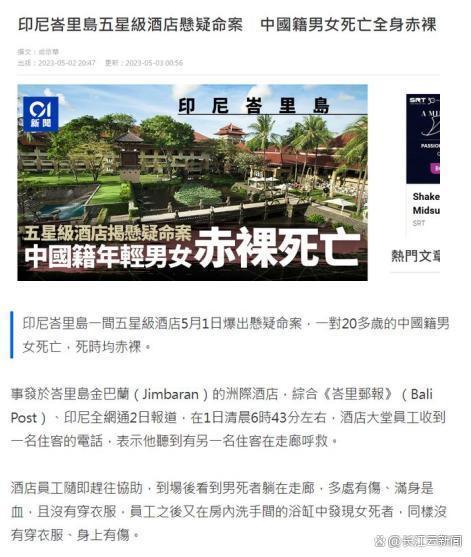 印尼峇里島五星級酒店懸疑命案　中國籍男女死亡全身赤裸
出版：2023-05-02 20:47　更新：2023-05-03 00:56
01
新聞
印尼峇里島
五星級酒店揭懸疑命案
中國籍年輕男女赤裸死亡
SRT
A MI
PASSION
Shake
Midsu
SRT
熱門文章
印尼峇里島一間五星級酒店5月1日爆出懸疑命案，一對20多歲的中國籍男
女死亡，死時均赤裸。
事發於峇里島金巴蘭（Jimbaran）的洲際酒店，綜合《峇里郵報》（Bali
Post）、印尼全網通2日報道，在1日清晨6時43分左右，酒店大堂員工收到
一名住客的電話，表示他聽到有另一名住客在走廊呼救。
酒店員工隨即趕往協助，到場後看到男死者躺在走廊，多處有傷、滿身是
血，且沒有穿衣服，員工之後又在房內洗手間的浴缸中發現女死者，同樣沒
有穿衣服、身上有傷。
長江云新闻